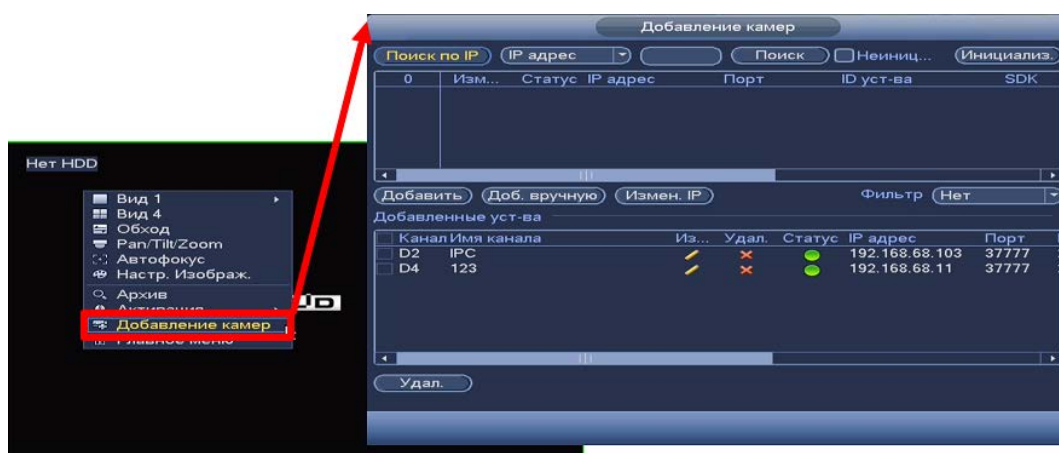 Добавление камер
Поиск по IP IP адрес Поиск Неиниц... Инициализ.
0 Изм... Статус IP адрес Порт ID уст-ва SDK
Добавить Доб. вручную Измен. IP Фильтр Нет
Добавленные уст-ва
Канал Имя канала Из... Удал. Статус IP адрес Порт
D2 IPC 192.168.68.103 37777
D4 123 192.168.68.11 37777
Удал.
Нет HDD
Вид 1
Вид 4
Обход
Pan/Tilt/Zoom
Автофокус
Настр. Изображ.
Архив
Активация
Добавление камер
Главное меню